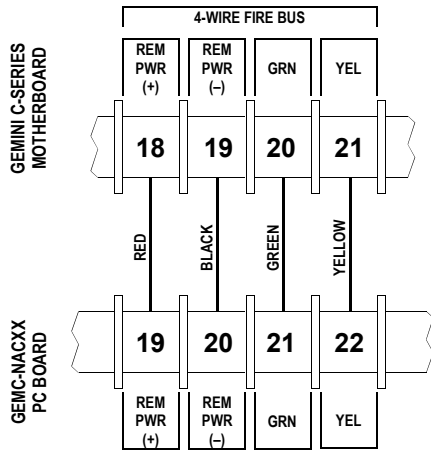 4-WIRE FIRE BUS
GEMINI C-SERIES
MOTHERBOARD
REM
PWR
(+)
REM
PWR
(–)
GRN
YEL
18
19
20
21
RED
BLACK
GREEN
YELLOW
GEMC-NACXX
PC BOARD
19
20
21
22
REM
PWR
(+)
REM
PWR
(–)
GRN
YEL